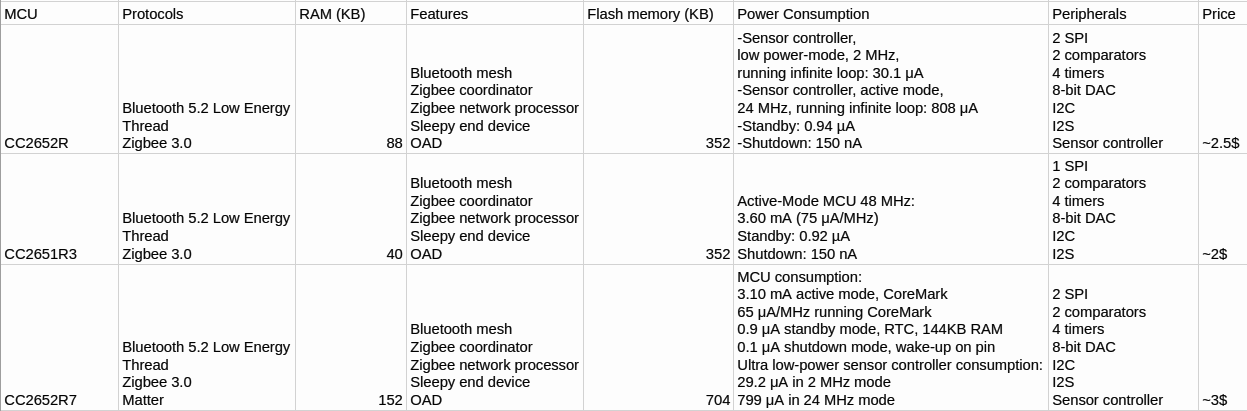 MCU Protocols RAM (KB) Features Flash memory (KB) Power Consumption Peripherals Price
CC2652R
Bluetooth 5.2 Low Energy
Thread
Zigbee 3.0
88
Bluetooth mesh
Zigbee coordinator
Zigbee network processor
Sleepy end device
OAD
352
-Sensor controller,
low power-mode, 2 MHz,
running infinite loop: 30.1 μA
-Sensor controller, active mode,
24 MHz, running infinite loop: 808 μA
-Standby: 0.94 μA
-Shutdown: 150 nA
2 SPI
2 comparators
4 timers
8-bit DAC
I2C
I2S
Sensor controller
~2.5$
CC2651R3
Bluetooth 5.2 Low Energy
Thread
Zigbee 3.0
40
Bluetooth mesh
Zigbee coordinator
Zigbee network processor
Sleepy end device
OAD
352
Active-Mode MCU 48 MHz:
3.60 mA (75 μA/MHz)
Standby: 0.92 μA
Shutdown: 150 nA
1 SPI
2 comparators
4 timers
8-bit DAC
I2C
I2S
~2$
CC2652R7
Bluetooth 5.2 Low Energy
Thread
Zigbee 3.0
Matter
152
Bluetooth mesh
Zigbee coordinator
Zigbee network processor
Sleepy end device
OAD
704
MCU consumption:
3.10 mA active mode, CoreMark
65 μA/MHz running CoreMark
0.9 μA standby mode, RTC, 144KB RAM
0.1 μA shutdown mode, wake-up on pin
Ultra low-power sensor controller consumption:
29.2 μA in 2 MHz mode
799 μA in 24 MHz mode
2 SPI
2 comparators
4 timers
8-bit DAC
I2C
I2S
Sensor controller
~3$